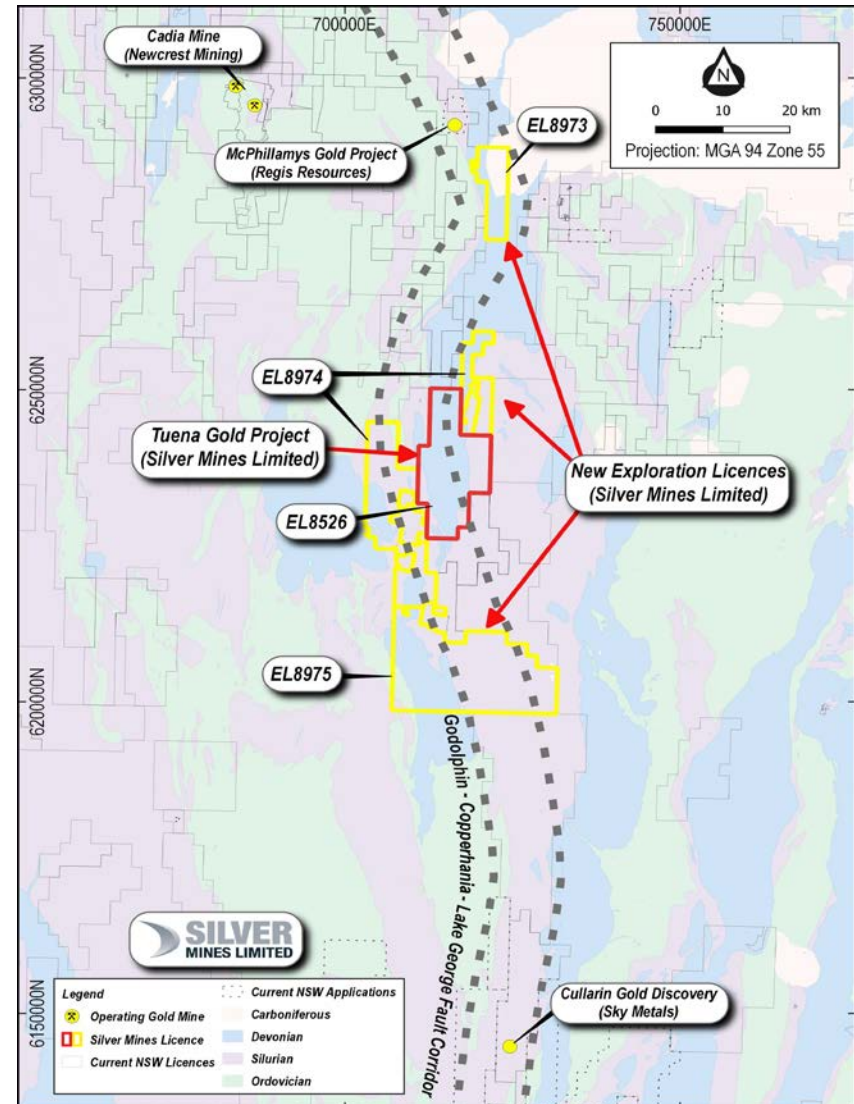 700000E
750000E
6300000N
6250000N
6200000N
6150000N
Cadia Mine
(Newcrest Mining)
McPhillamys Gold Project
(Regis Resources)
EL8973
N
0 10 20 km
Projection: MGA 94 Zone 55
EL8974
Tuena Gold Project
(Silver Mines Limited)
EL8526
New Exploration Licences
(Silver Mines Limited)
EL8975
Godolphin - Copperhania - Lake George Fault Corridor
Cullarin Gold Discovery
(Sky Metals)
SILVER
MINES LIMITED
Legend
Operating Gold Mine
Silver Mines Licence
Current NSW Licences
Current NSW Applications
Carboniferous
Devonian
Silurian
Ordovician